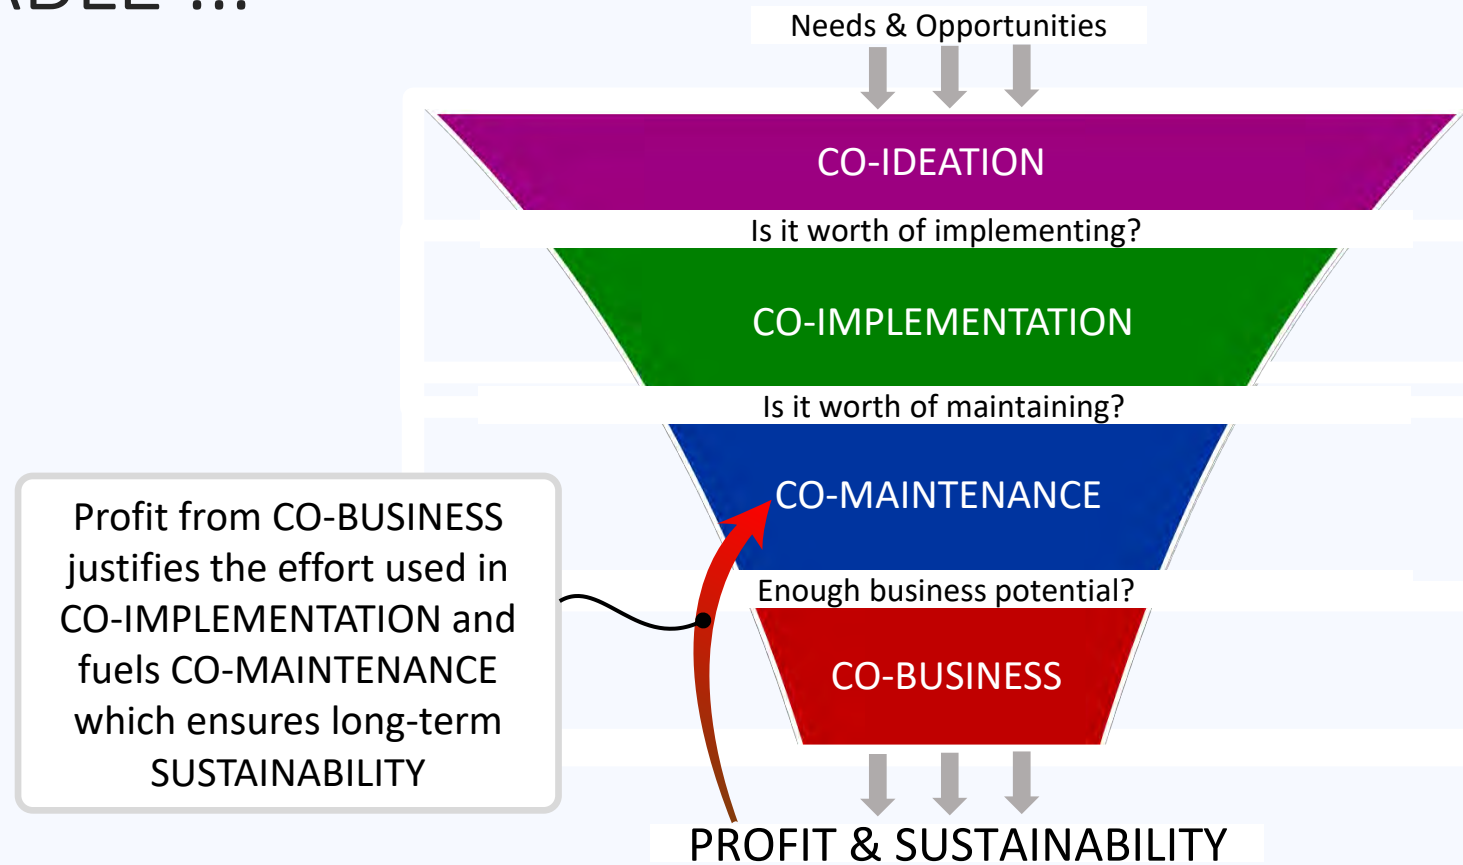 ...
Needs & Opportunities
CO-IDEATION
Is it worth of implementing?
CO-IMPLEMENTATION
Is it worth of maintaining?
CO-MAINTENANCE
Profit from CO-BUSINESS
justifies the effort used in
CO-IMPLEMENTATION and
fuels CO-MAINTENANCE
which ensures long-term
SUSTAINABILITY
Enough business potential?
CO-BUSINESS
PROFIT & SUSTAINABILITY